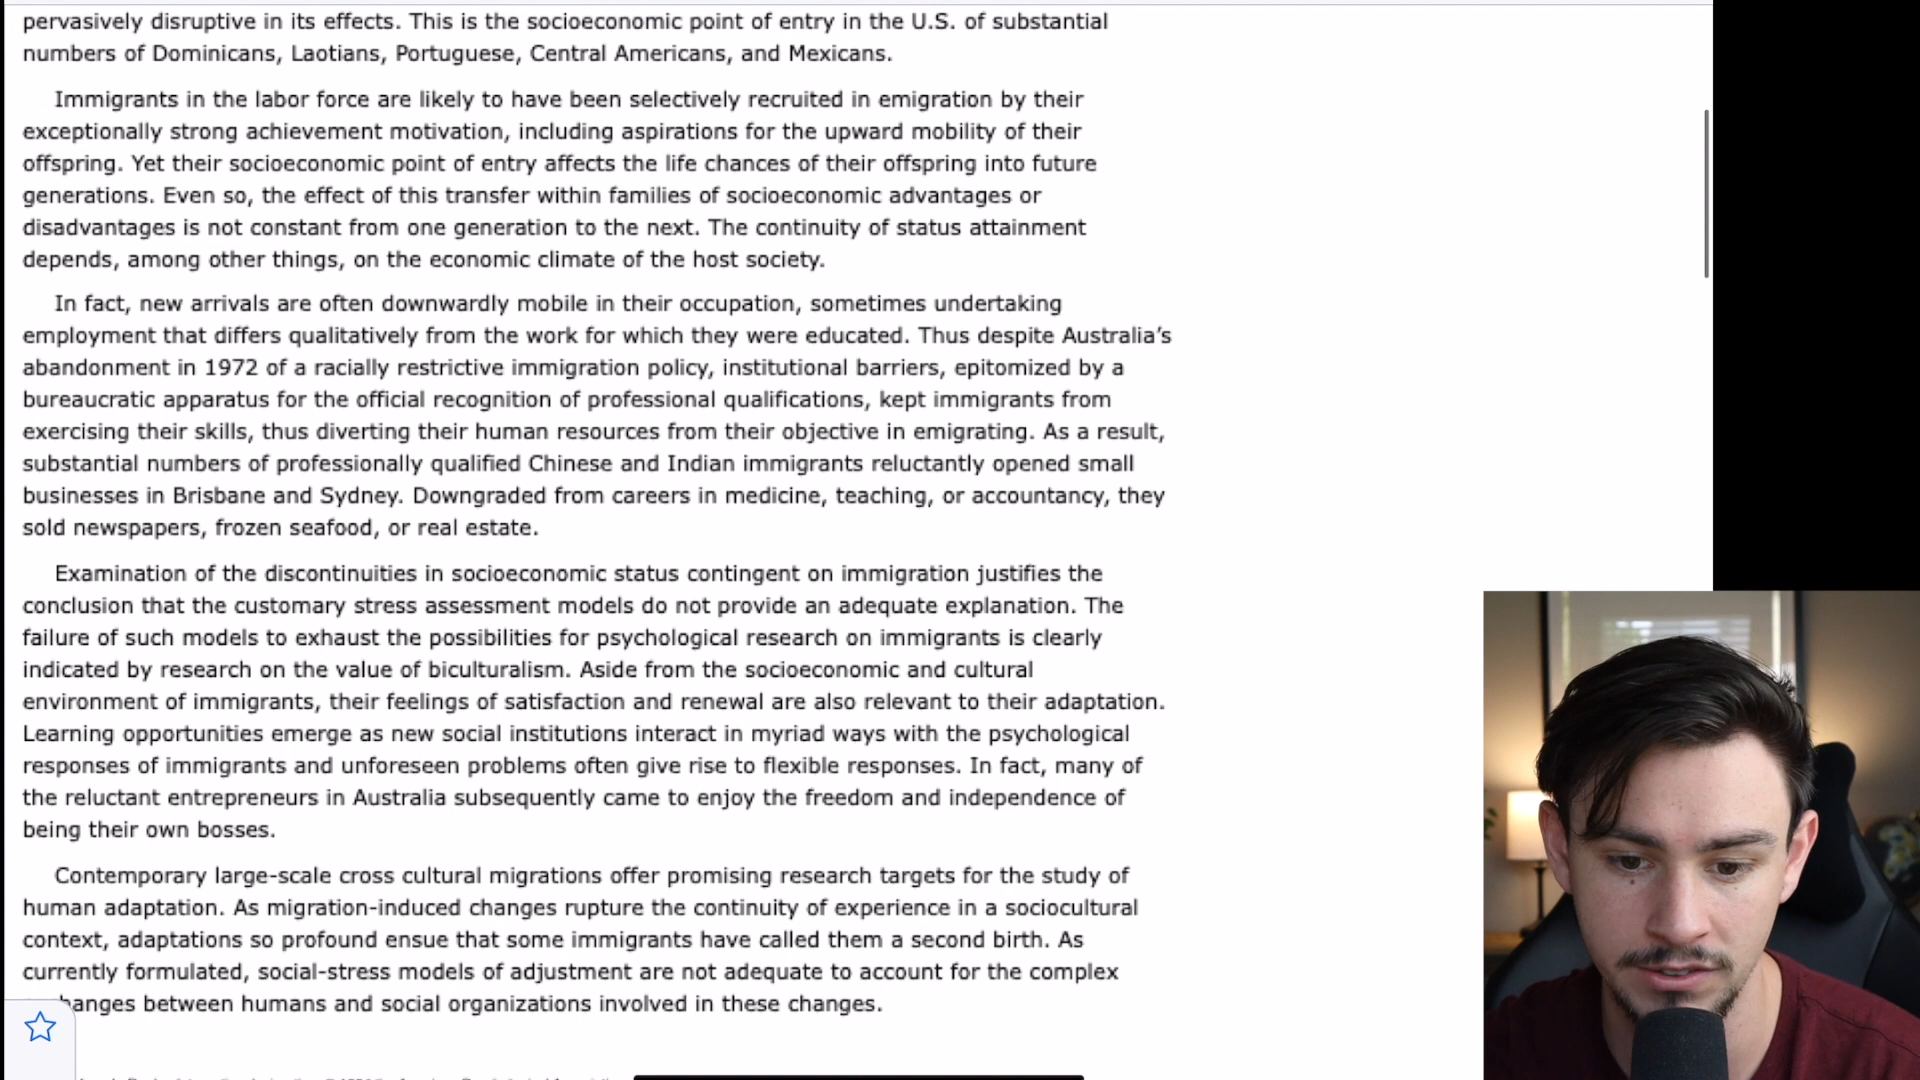 pervasively disruptive in its effects. This is the socioeconomic point of entry in the U.S. of substantial
numbers of Dominicans, Laotians, Portuguese, Central Americans, and Mexicans.
Immigrants in the labor force are likely to have been selectively recruited in emigration by their
exceptionally strong achievement motivation, including aspirations for the upward mobility of their
offspring. Yet their socioeconomic point of entry affects the life chances of their offspring into future
generations. Even so, the effect of this transfer within families of socioeconomic advantages or
disadvantages is not constant from one generation to the next. The continuity of status attainment
depends, among other things, on the economic climate of the host society.
In fact, new arrivals are often downwardly mobile in their occupation, sometimes undertaking
employment that differs qualitatively from the work for which they were educated. Thus despite Australia's
abandonment in 1972 of a racially restrictive immigration policy, institutional barriers, epitomized by a
bureaucratic apparatus for the official recognition of professional qualifications, kept immigrants from
exercising their skills, thus diverting their human resources from their objective in emigrating. As a result,
substantial numbers of professionally qualified Chinese and Indian immigrants reluctantly opened small
businesses in Brisbane and Sydney. Downgraded from careers in medicine, teaching, or accountancy, they
sold newspapers, frozen seafood, or real estate.
Examination of the discontinuities in socioeconomic status contingent on immigration justifies the
conclusion that the customary stress assessment models do not provide an adequate explanation. The
failure of such models to exhaust the possibilities for psychological research on immigrants is clearly
indicated by research on the value of biculturalism. Aside from the socioeconomic and cultural
environment of immigrants, their feelings of satisfaction and renewal are also relevant to their adaptation.
Learning opportunities emerge as new social institutions interact in myriad ways with the psychological
responses of immigrants and unforeseen problems often give rise to flexible responses. In fact, many of
the reluctant entrepreneurs in Australia subsequently came to enjoy the freedom and independence of
being their own bosses.
Contemporary large-scale cross cultural migrations offer promising research targets for the study of
human adaptation. As migration-induced changes rupture the continuity of experience in a sociocultural
context, adaptations so profound ensue that some immigrants have called them a second birth. As
currently formulated, social-stress models of adjustment are not adequate to account for the complex
hanges between humans and social organizations involved in these changes.